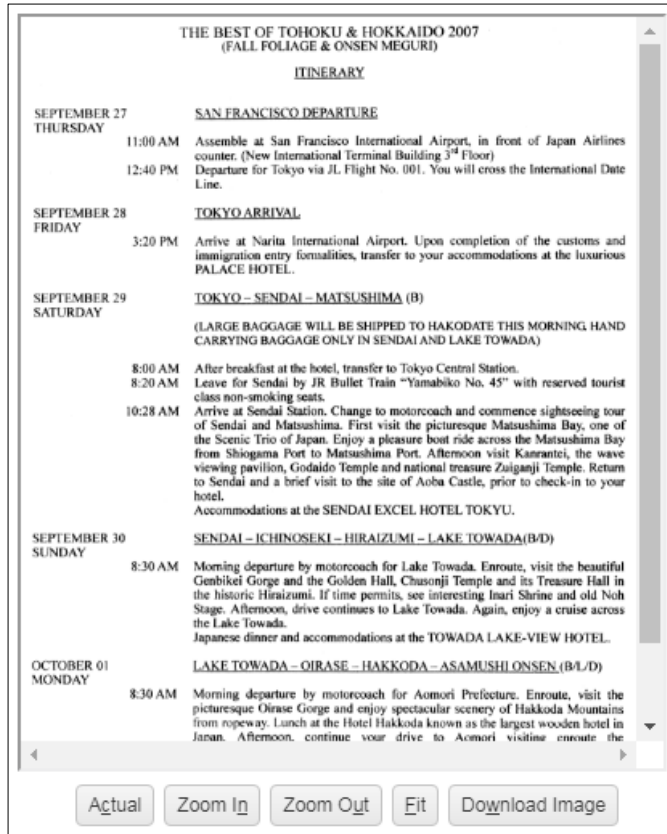 THE BEST OF TOHOKU & HOKKAIDO 2007
(FALL FOLIAGE & ONSEN MEGURI)
ITINERARY
SEPTEMBER 27 SAN FRANCISCO DEPARTURE
THURSDAY
11:00 AM Assemble at San Francisco International Airport, in front of Japan Airlines
counter. (New International Terminal Building 3rd Floor)
12:40 PM Departure for Tokyo via JL Flight No. 001. You will cross the International Date
Line.
SEPTEMBER 28 TOKYO ARRIVAL
FRIDAY
3:20 PM Arrive at Narita International Airport. Upon completion of the customs and
immigration entry formalities, transfer to your accommodations at the luxurious
PALACE HOTEL.
SEPTEMBER 29 TOKYO – SENDAI – MATSUSHIMA (B)
SATURDAY
(LARGE BAGGAGE WILL BE SHIPPED TO HAKODATE THIS MORNING, HAND
CARRYING BAGGAGE ONLY IN SENDAI AND LAKE TOWADA)
8:00 AM After breakfast at the hotel, transfer to Tokyo Central Station.
8:20 AM Leave for Sendai by JR Bullet Train “Yamabiko No. 45” with reserved tourist
class non-smoking seats.
10:28 AM Arrive at Sendai Station. Change to motorcoach and commence sightseeing tour
of Sendai and Matsushima. First visit the picturesque Matsushima Bay, one of
the Scenic Trio of Japan. Enjoy a pleasure boat ride across the Matsushima Bay
from Shiogama Port to Matsushima Port. Afternoon visit Kanrantei, the wave
viewing pavilion, Godaido Temple and national treasure Zuiganji Temple. Return
to Sendai and a brief visit to the site of Aoba Castle, prior to check-in to your
hotel.
Accommodations at the SENDAI EXCEL HOTEL TOKYU.
SEPTEMBER 30 SENDAI – ICHINOSEKI – HIRAIZUMI – LAKE TOWADA(B/D)
SUNDAY
8:30 AM Morning departure by motorcoach for Lake Towada. Enroute, visit the beautiful
Genbikei Gorge and the Golden Hall, Chusonji Temple and its Treasure Hall in
the historic Hiraizumi. If time permits, see interesting Inari Shrine and old Noh
Stage. Afternoon, drive continues to Lake Towada. Again, enjoy a cruise across
the Lake Towada.
Japanese dinner and accommodations at the TOWADA LAKE-VIEW HOTEL.
OCTOBER 01 LAKE TOWADA – OIRASE – HAKKODA – ASAMUSHI ONSEN (B/L/D)
MONDAY
8:30 AM Morning departure by motorcoach for Aomori Prefecture. Enroute, visit the
picturesque Oirase Gorge and enjoy spectacular scenery of Hakkoda Mountains
from ropeway. Lunch at the Hotel Hakkoda known as the largest wooden hotel in
Japan. Afternoon, continue your drive to Aomori visiting enroute the
Actual Zoom In Zoom Out Fit Download Image